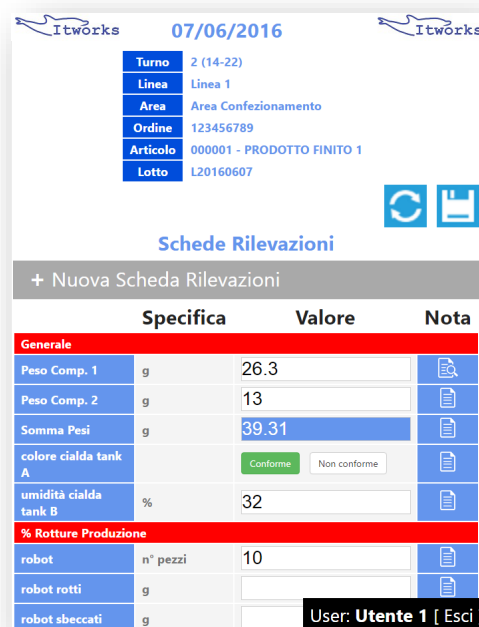 Itworks 07/06/2016 Itworks
Turno 2 (14-22)
Linea Linea 1
Area Area Confezionamento
Ordine 123456789
Articolo 000001 - PRODOTTO FINITO 1
Lotto L20160607
Schede Rilevazioni
+ Nuova Scheda Rilevazioni
Specifica Valore Nota
Generale
Peso Comp. 1 g 26.3
Peso Comp. 2 g 13
Somma Pesi g 39.31
colore cialda tank
A
Conforme Non conforme
umidità cialda
tank B
% 32
% Rotture Produzione
robot n° pezzi 10
robot rotti g
robot sbeccati g
User: Utente 1 [ Esci